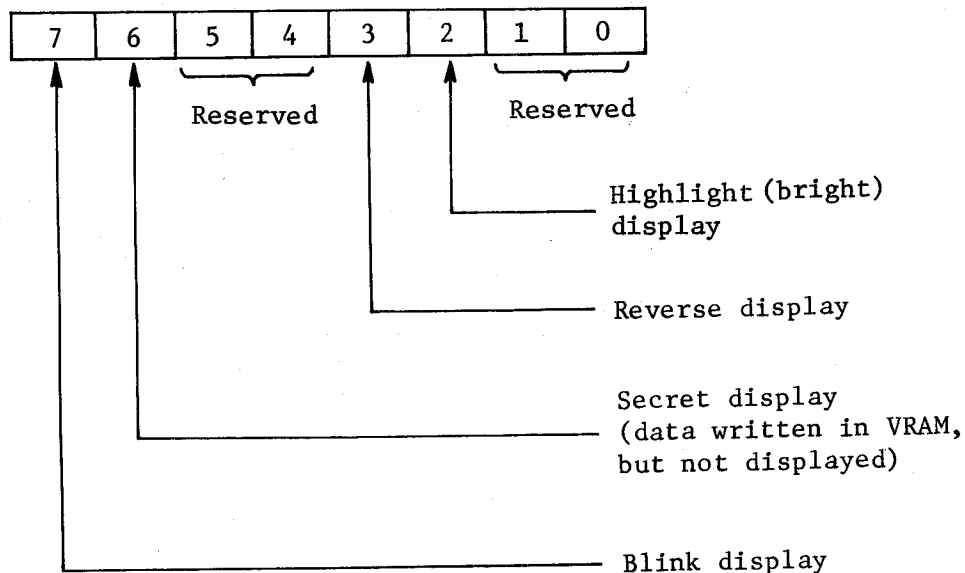 7 6 5 4 3 2 1 0
Reserved
Reserved
Highlight (bright)
display
Reverse display
Secret display
(data written in VRAM,
but not displayed)
Blink display